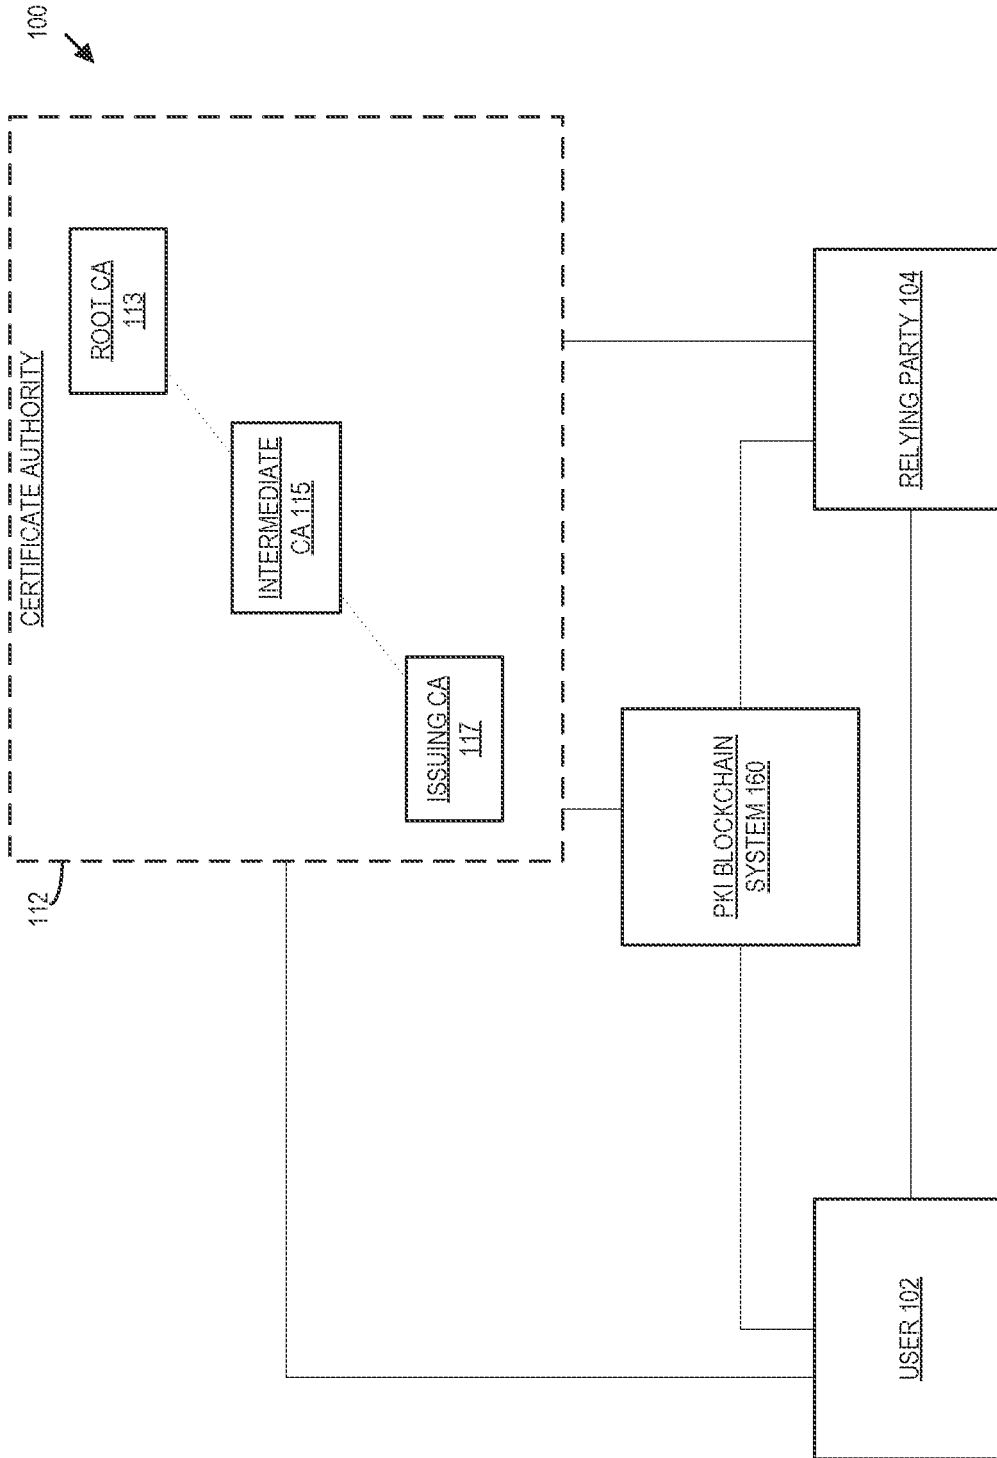 100
112
CERTIFICATE AUTHORITY
ROOT CA
113
INTERMEDIATE
CA 115
ISSUING CA
117
PKI BLOCKCHAIN
SYSTEM 160
USER 102
RELYING PARTY 104